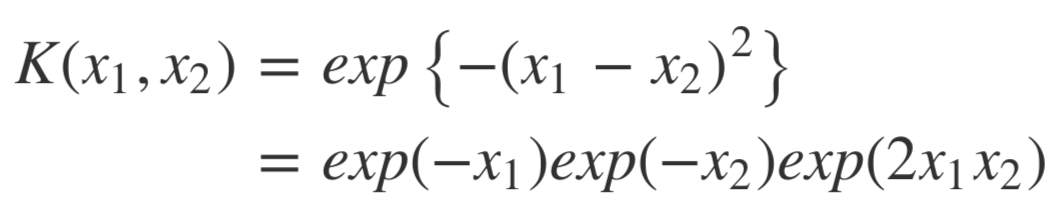 K(x₁, x₂) = exp {−(x₁ − x₂)²}
= exp(−x₁)exp(−x₂)exp(2x₁x₂)